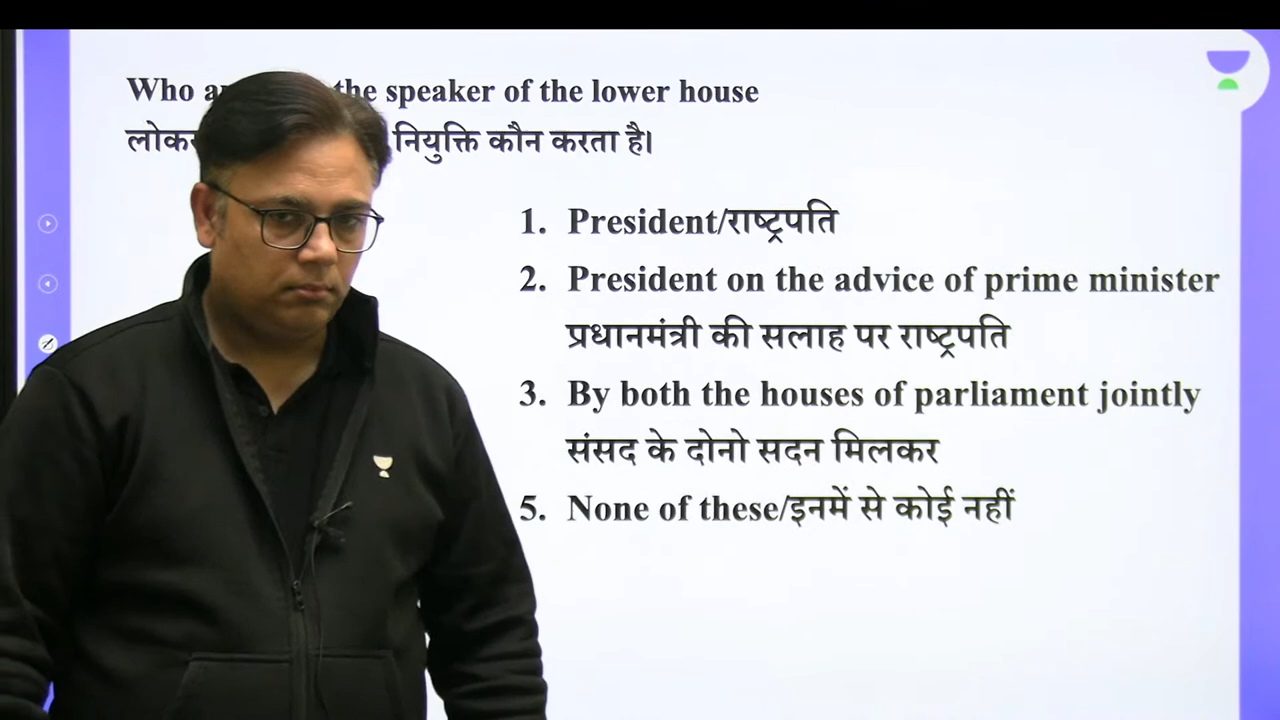 Who the speaker of the lower house
नियुक्ति कौन करता है।
1. President/राष्ट्रपति
2. President on the advice of prime minister
प्रधानमंत्री की सलाह पर राष्ट्रपति
3. By both the houses of parliament jointly
संसद के दोनो सदन मिलकर
5. None of these/इनमें से कोई नहीं